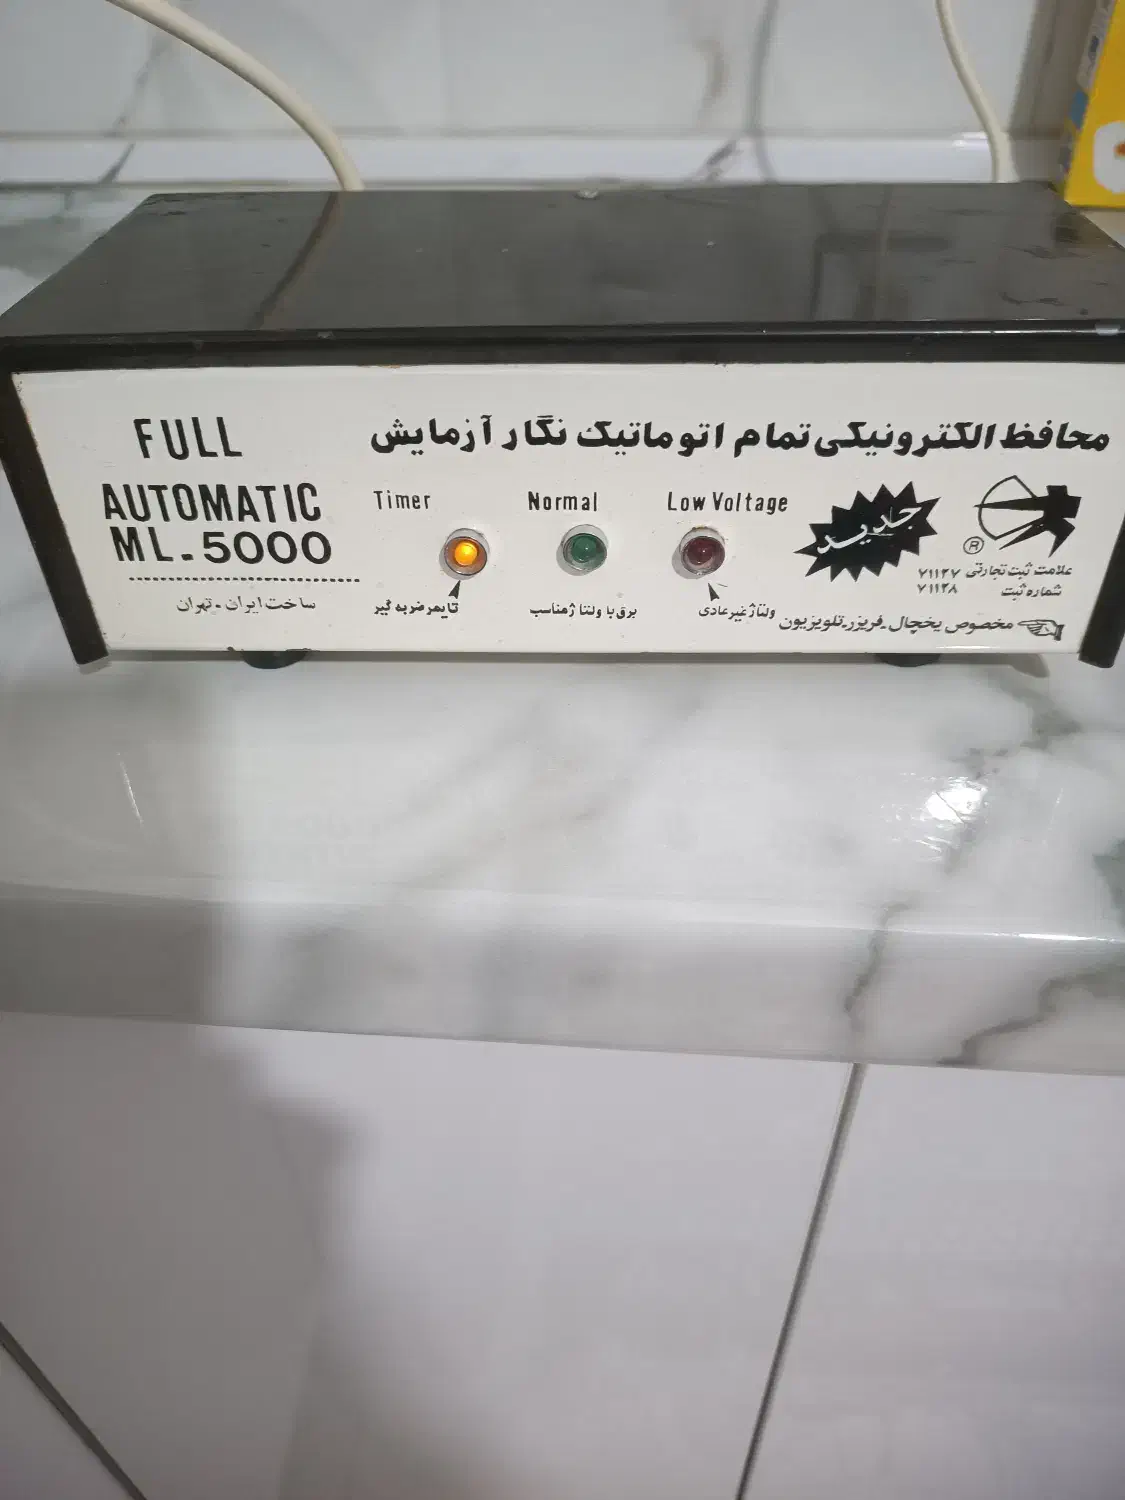 محافظ الکترونیکی تمام اتوماتیک نگار آزمایش
FULL
AUTOMATIC
ML-5000
ساخت ایران - تهران
Timer
تایمر ضربه گیر
Normal
برق با ولتاژ مناسب
Low Voltage
ولتاژ غیر عادی
جدید
®
علامت ثبت تجارتی ۷۱۱۲۷
شماره ثبت ۷۱۱۲۸
مخصوص یخچال - فریزر - تلویزیون